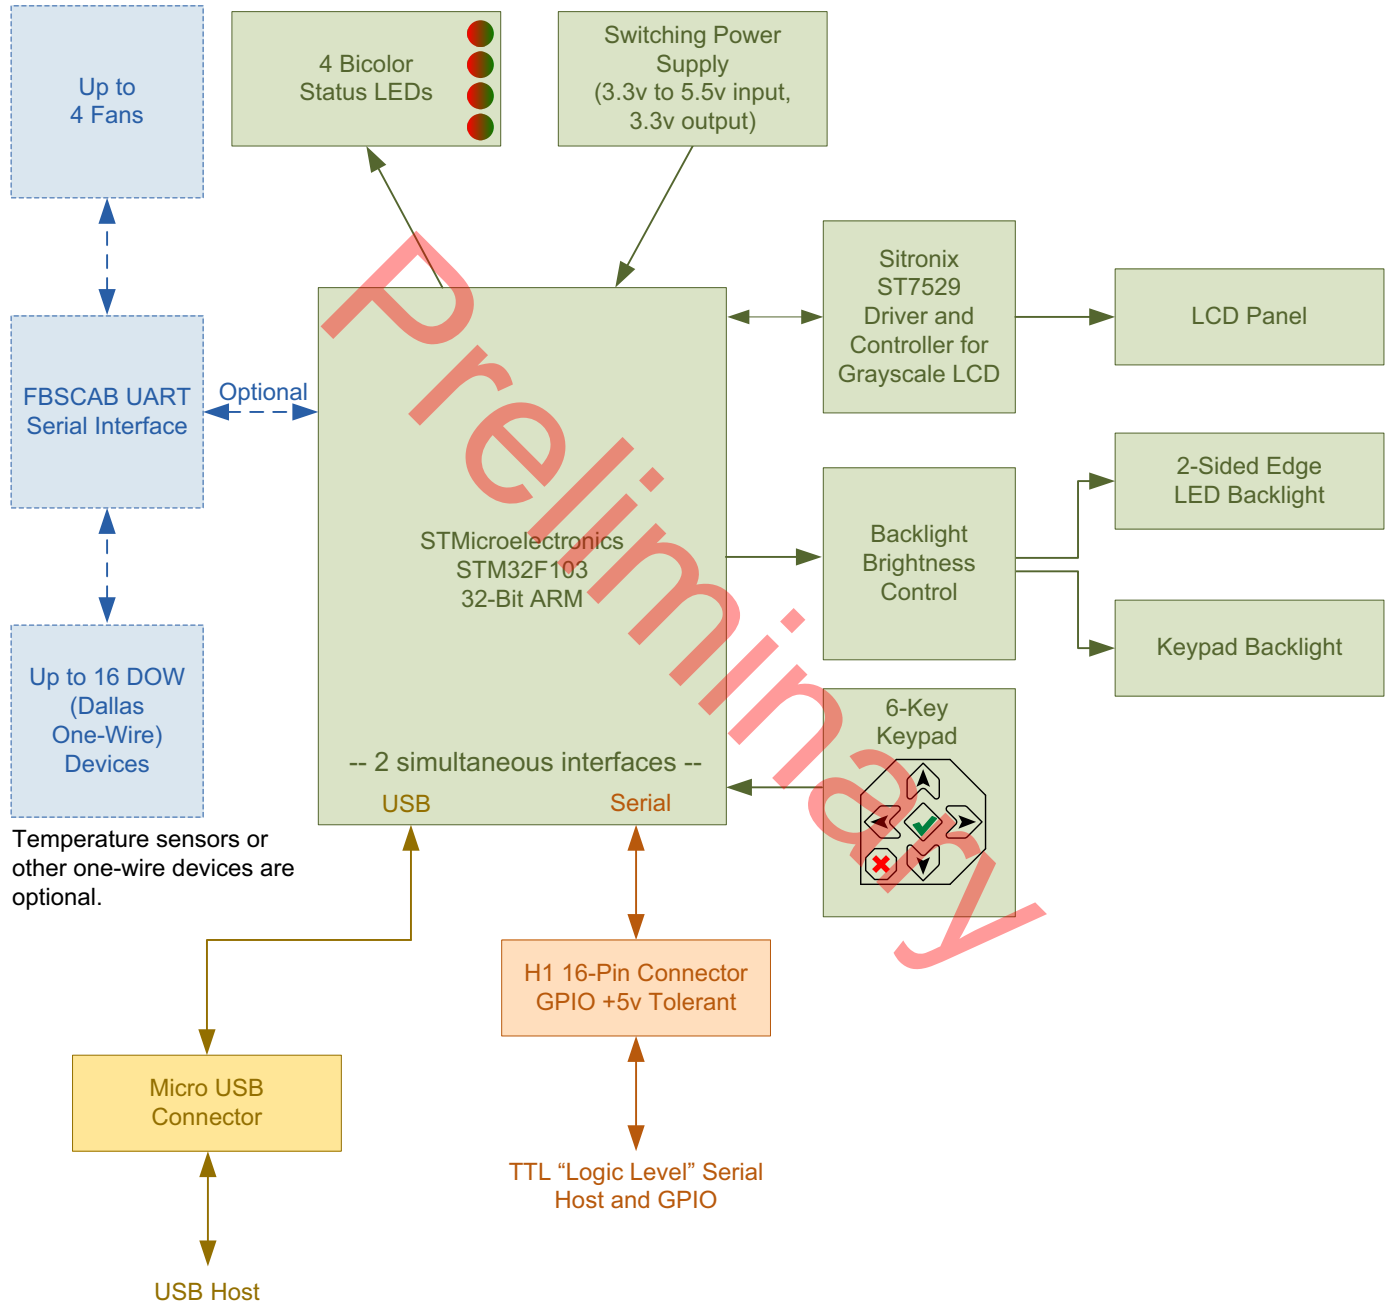 Up to
4 Fans
4 Bicolor
Status LEDs
Switching Power
Supply
(3.3v to 5.5v input,
3.3v output)
Sitronix
ST7529
Driver and
Controller for
Grayscale LCD
LCD Panel
FBSCAB UART
Serial Interface
Optional
2-Sided Edge
LED Backlight
STMicroelectronics
STM32F103
32-Bit ARM
Backlight
Brightness
Control
Keypad Backlight
Up to 16 DOW
(Dallas
One-Wire)
Devices
6-Key
Keypad
-- 2 simultaneous interfaces --
USB
Serial
Temperature sensors or
other one-wire devices are
optional.
H1 16-Pin Connector
GPIO +5v Tolerant
Micro USB
Connector
TTL “Logic Level” Serial
Host and GPIO
USB Host
Preliminary